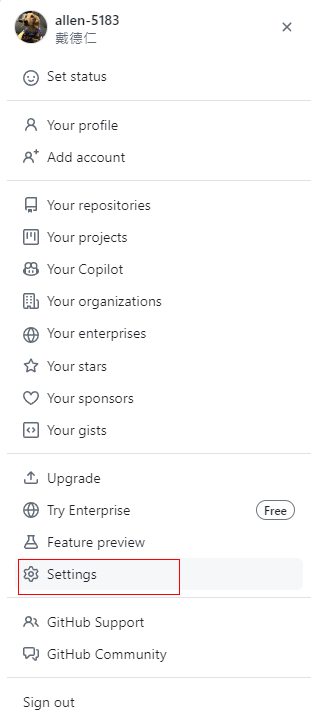 allen-5183
戴德仁
Set status
Your profile
Add account
Your repositories
Your projects
Your Copilot
Your organizations
Your enterprises
Your stars
Your sponsors
Your gists
Upgrade
Try Enterprise Free
Feature preview
Settings
GitHub Support
GitHub Community
Sign out